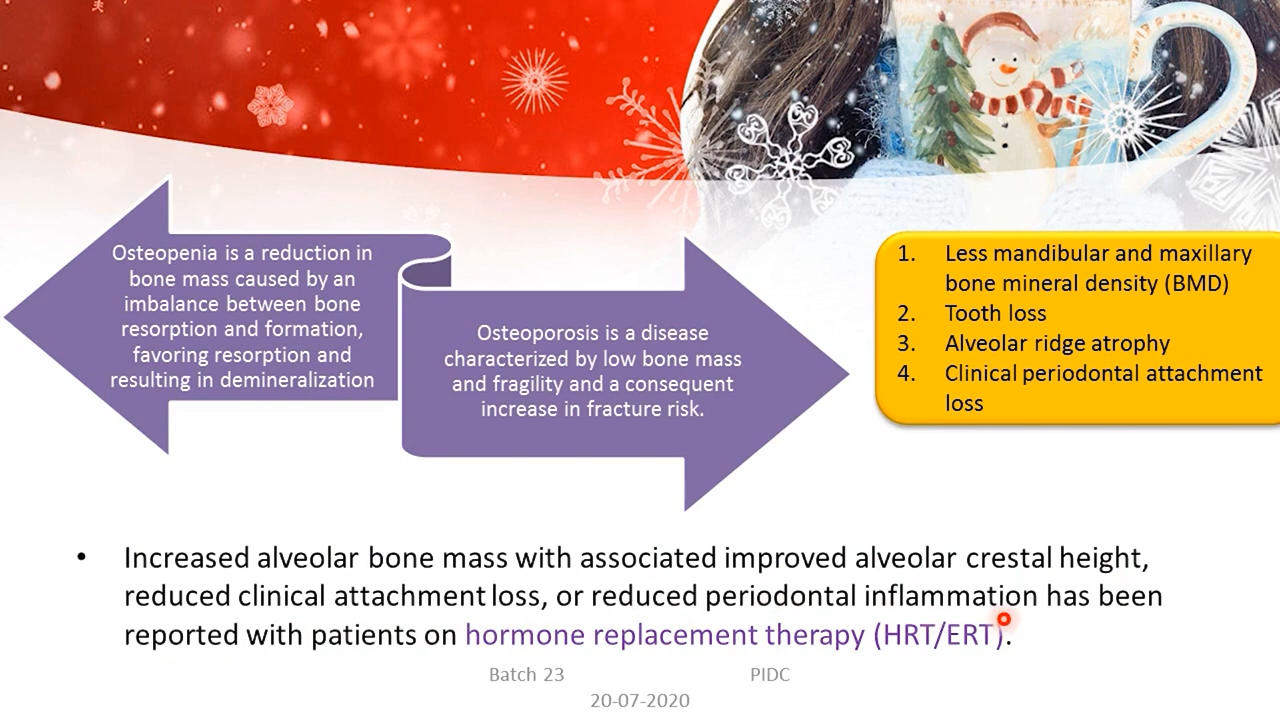 Osteopenia is a reduction in
bone mass caused by an
imbalance between bone
resorption and formation,
favoring resorption and
resulting in demineralization
Osteoporosis is a disease
characterized by low bone mass
and fragility and a consequent
increase in fracture risk.
1. Less mandibular and maxillary
bone mineral density (BMD)
2. Tooth loss
3. Alveolar ridge atrophy
4. Clinical periodontal attachment
loss
• Increased alveolar bone mass with associated improved alveolar crestal height,
reduced clinical attachment loss, or reduced periodontal inflammation has been
reported with patients on hormone replacement therapy (HRT/ERT).
Batch 23 PIDC
20-07-2020